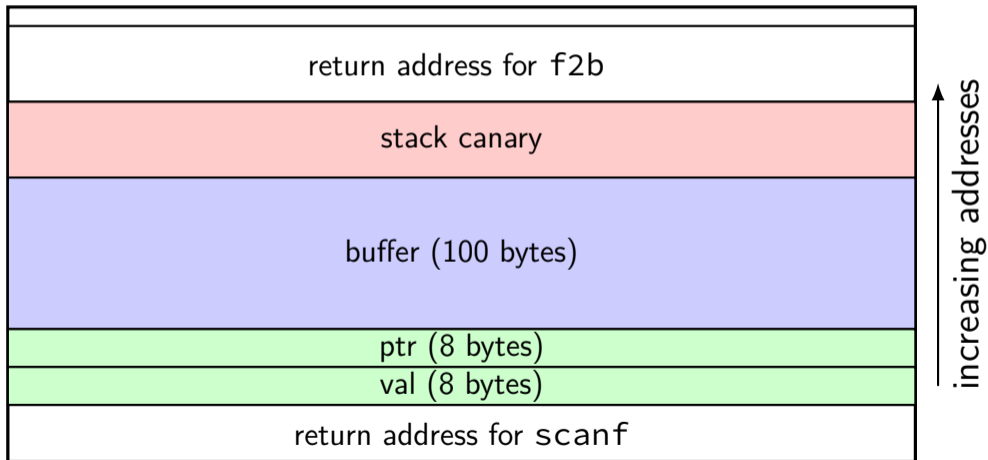 return address for f2b
stack canary
buffer (100 bytes)
ptr (8 bytes)
val (8 bytes)
return address for scanf
increasing addresses